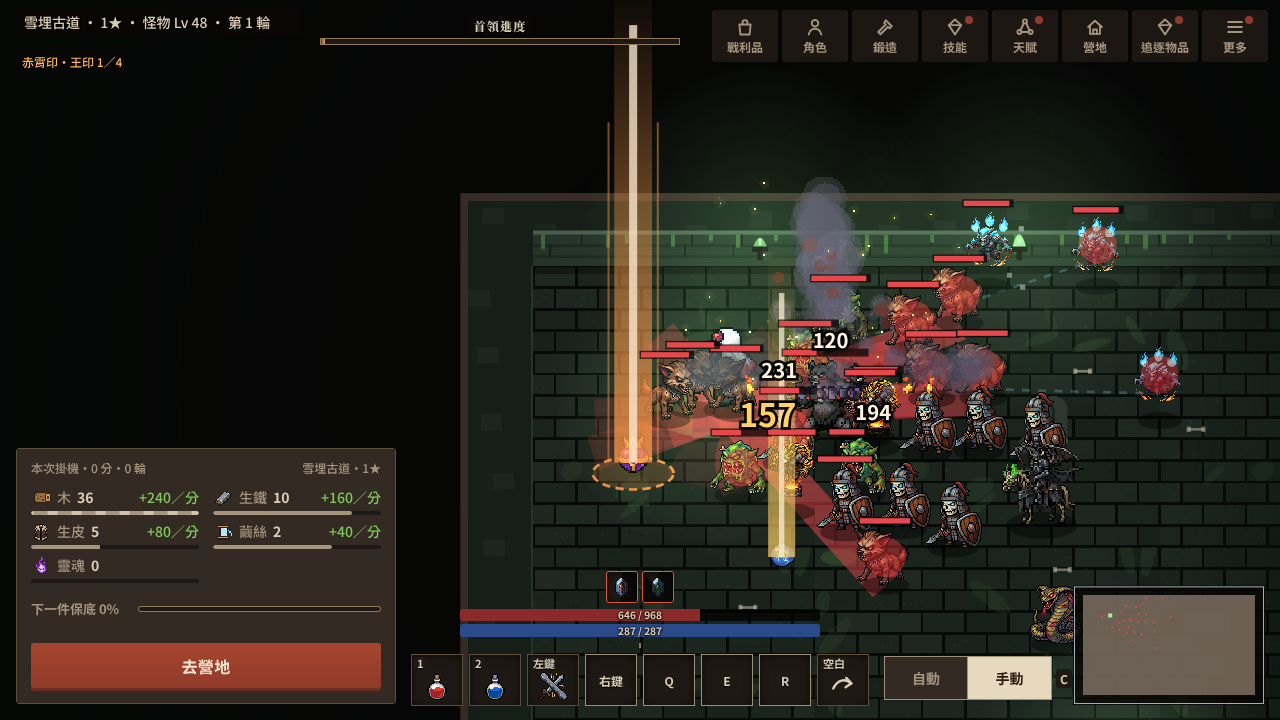 雪埋古道 · 1★ · 怪物 Lv 48 · 第 1 輪
赤霄印·王印 1／4
首領進度
戰利品
角色
鍛造
技能
天賦
營地
追逐物品
更多
120
231
157
194
本次掛機·0 分·0 輪
雪埋古道·1★
木 36 +240／分
生鐵 10 +160／分
生皮 5 +80／分
繭絲 2 +40／分
靈魂 0
下一件保底 0%
去營地
646 / 968
287 / 287
1
2
左鍵
右鍵
Q
E
R
空白
自動
手動
C